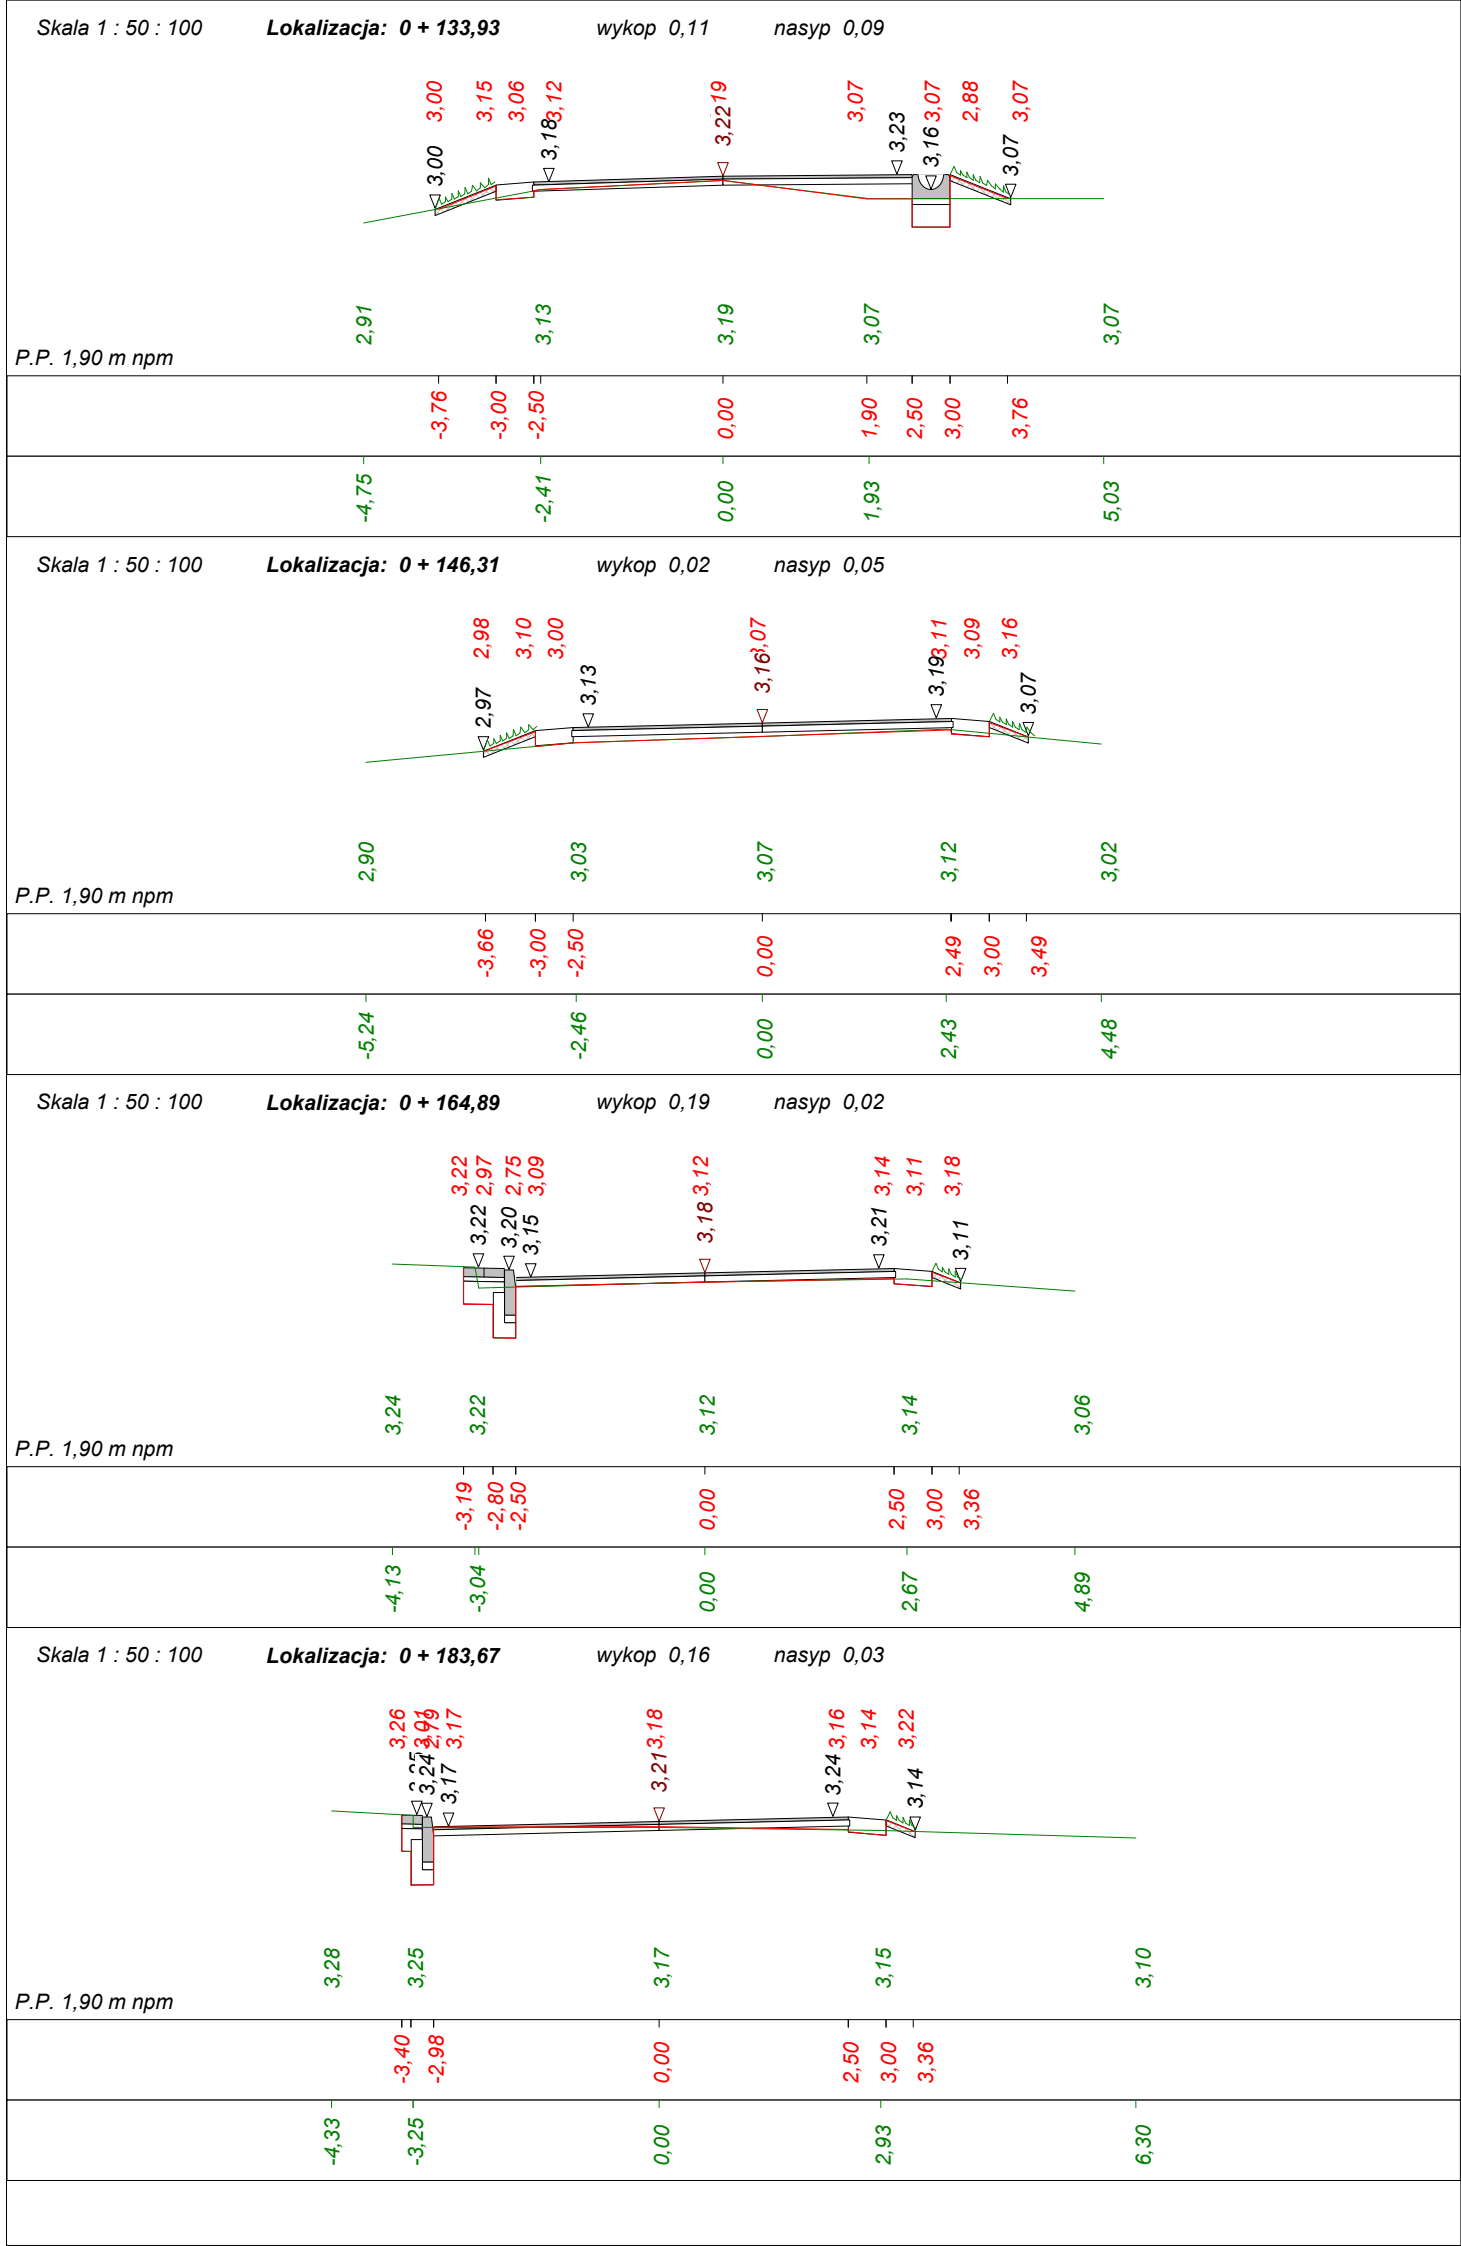 Skala 1 : 50 : 100 Lokalizacja: 0 + 133,93 wykop 0,11 nasyp 0,09
3,00 3,15 3,06 3,12 19 3,07 3,07 2,88 3,07
3,00 3,18 3,22 3,23 3,16 3,07
2,91 3,13 3,19 3,07 3,07
P.P. 1,90 m npm
-3,76 -3,00 -2,50 0,00 1,90 2,50 3,00 3,76
-4,75 -2,41 0,00 1,93 5,03
Skala 1 : 50 : 100 Lokalizacja: 0 + 146,31 wykop 0,02 nasyp 0,05
2,98 3,10 3,00 3,07 3,11 3,09 3,16
2,97 3,13 3,16 3,19 3,07
2,90 3,03 3,07 3,12 3,02
P.P. 1,90 m npm
-3,66 -3,00 -2,50 0,00 2,49 3,00 3,49
-5,24 -2,46 0,00 2,43 4,48
Skala 1 : 50 : 100 Lokalizacja: 0 + 164,89 wykop 0,19 nasyp 0,02
3,22 2,97 2,75 3,09 3,12 3,14 3,11 3,18
3,22 3,20 3,15 3,18 3,21 3,11
3,24 3,22 3,12 3,14 3,06
P.P. 1,90 m npm
-3,19 -2,80 -2,50 0,00 2,50 3,00 3,36
-4,13 -3,04 0,00 2,67 4,89
Skala 1 : 50 : 100 Lokalizacja: 0 + 183,67 wykop 0,16 nasyp 0,03
3,26 3,01 2,79 3,17 3,18 3,16 3,14 3,22
3,24 3,17 3,21 3,24 3,14
3,28 3,25 3,17 3,15 3,10
P.P. 1,90 m npm
-3,40 -2,98 0,00 2,50 3,00 3,36
-4,33 -3,25 0,00 2,93 6,30